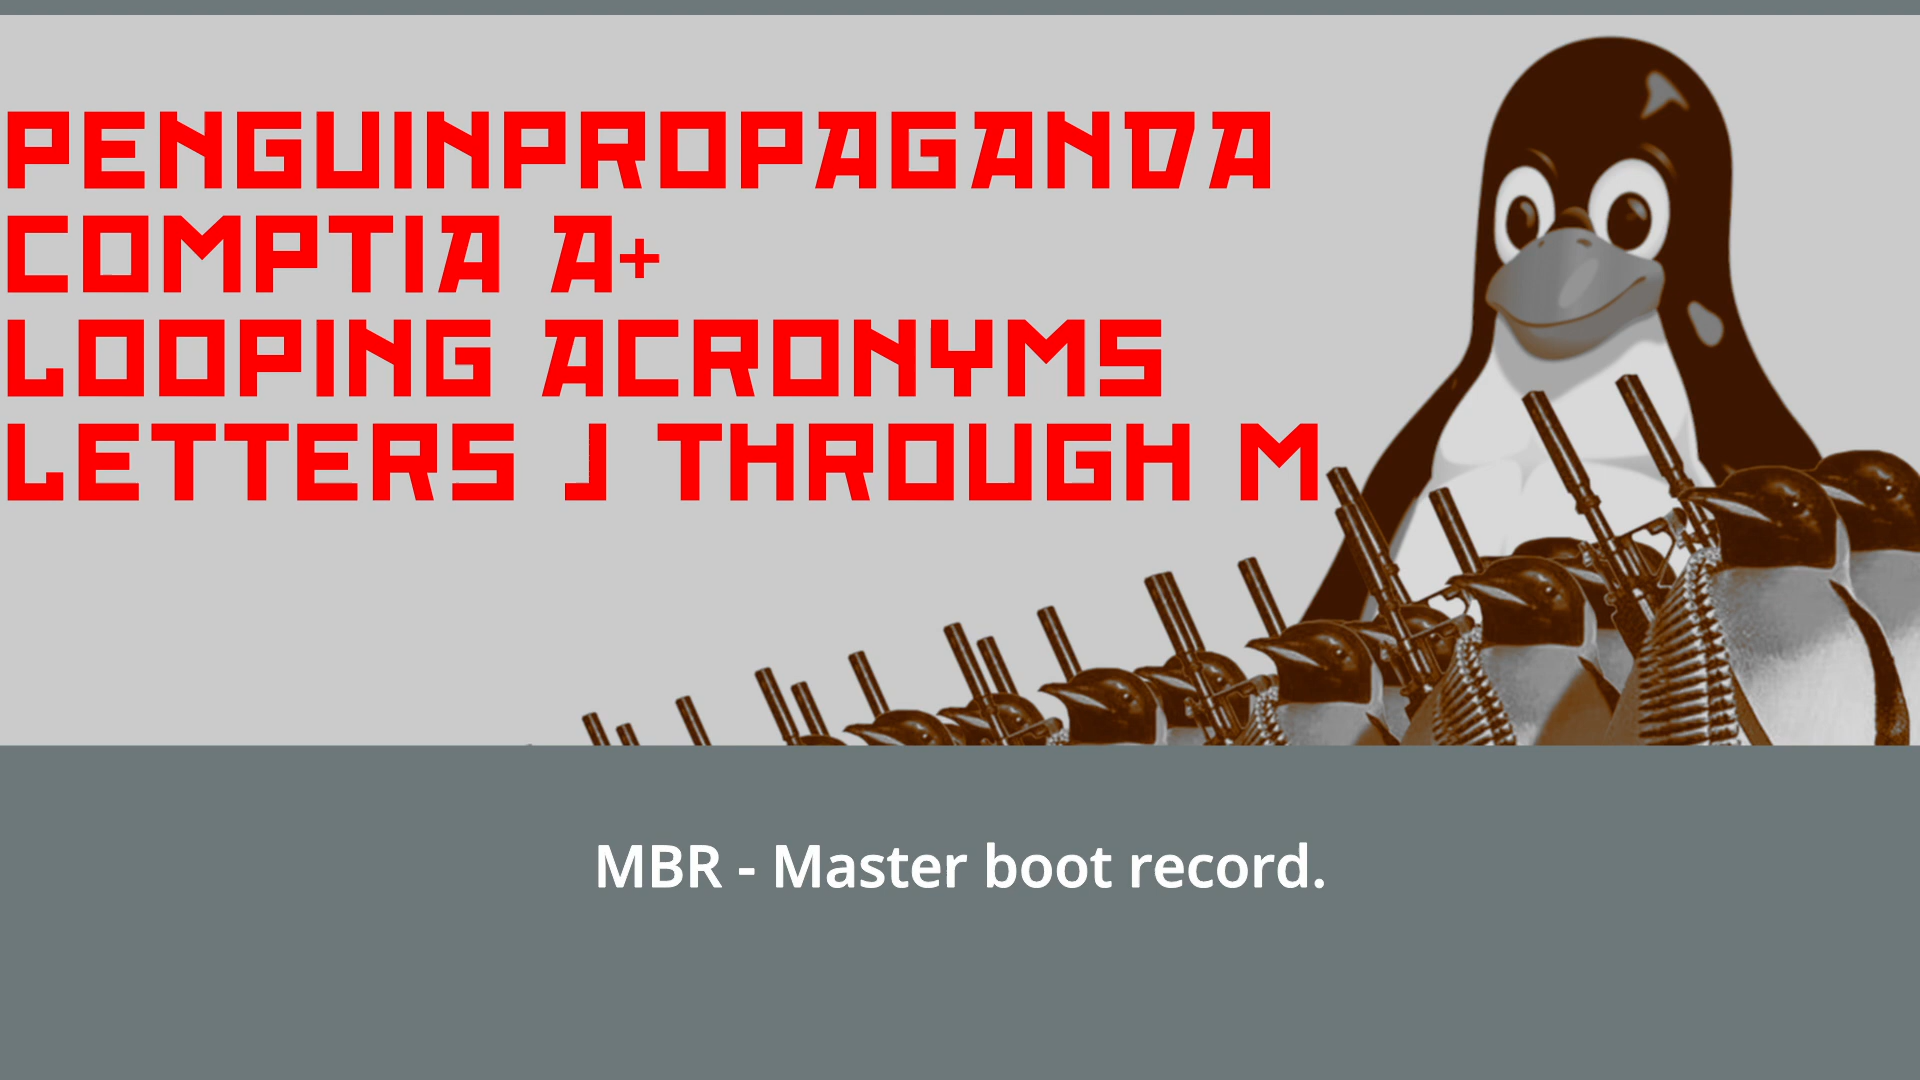 PENGUINPROPAGANDA
COMPTIA A+
LOOPING ACRONYMS
LETTERS J THROUGH M
MBR - Master boot record.